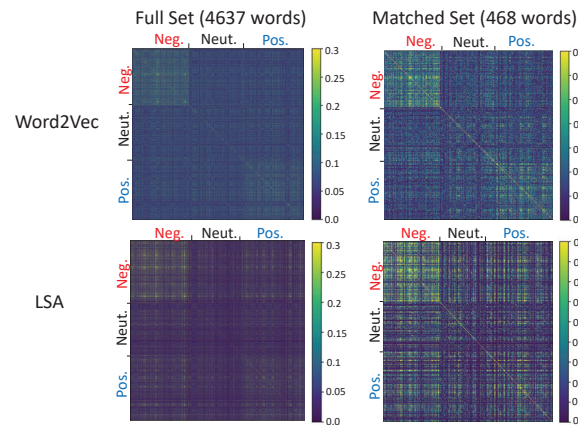 Full Set (4637 words)
Matched Set (468 words)
Neg. Neut. Pos.
Neg. Neut. Pos.
Word2Vec
Neg.
Neut.
Pos.
0.3
0.25
0.2
0.15
0.1
0.05
0.0
Neg.
Neut.
Pos.
Neg. Neut. Pos.
Neg. Neut. Pos.
LSA
Neg.
Neut.
Pos.
0.3
0.25
0.2
0.15
0.1
0.05
0.0
Neg.
Neut.
Pos.